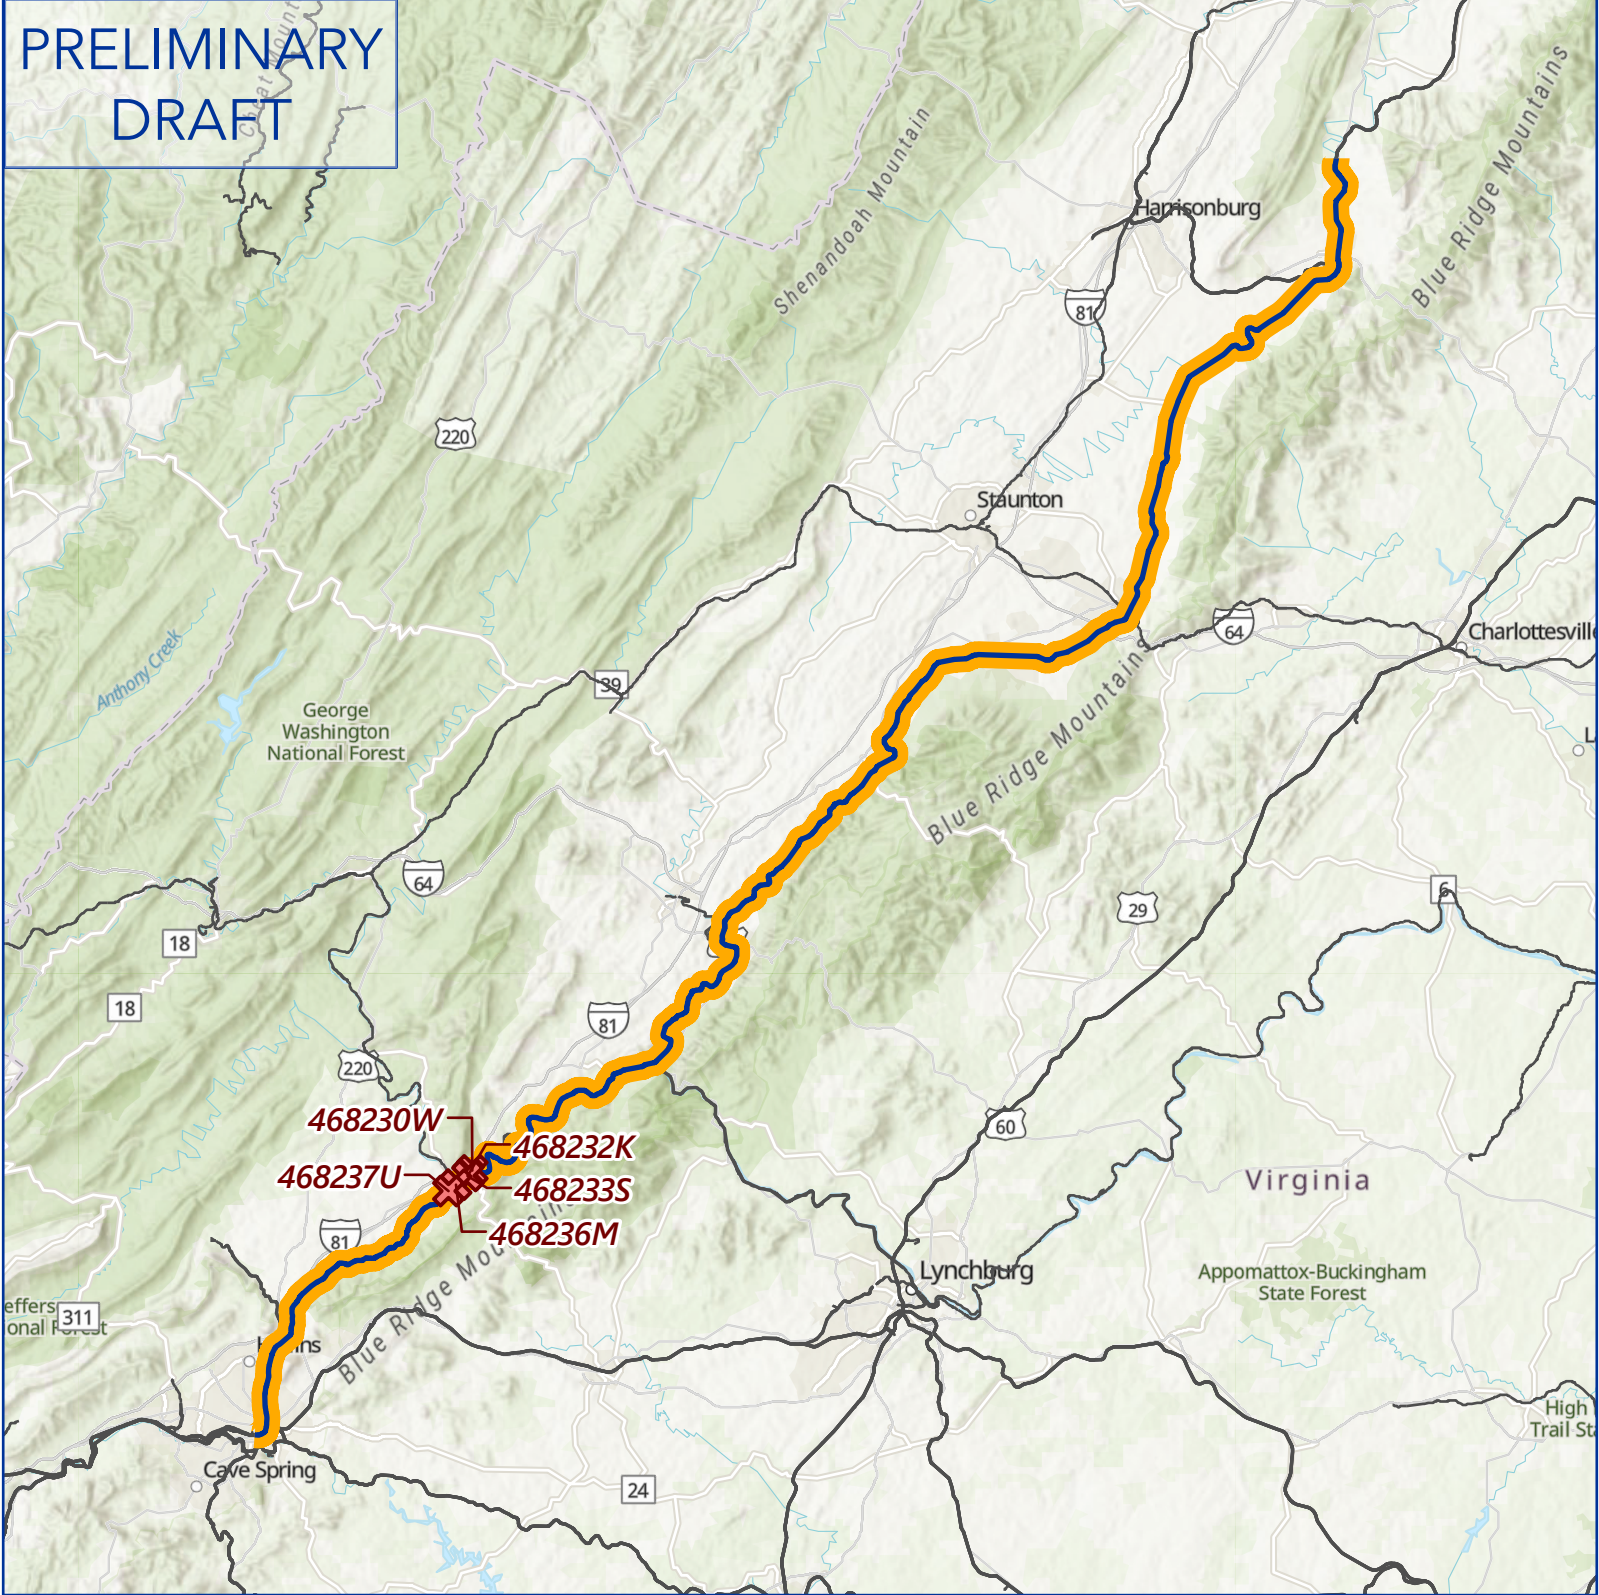 PRELIMINARY
DRAFT
Shenandoah Mountain
Blue Ridge Mountains
Harrisonburg
81
220
Staunton
64
Charlottesville
Anthony Creek
39
George
Washington
National Forest
Blue Ridge Mountains
64
29
6
18
18
81
220
60
468230W
468232K
468237U
468233S
468236M
Virginia
81
Blue Ridge
Lynchburg
Appomattox-Buckingham
State Forest
311
Cave Spring
24
High
Trail